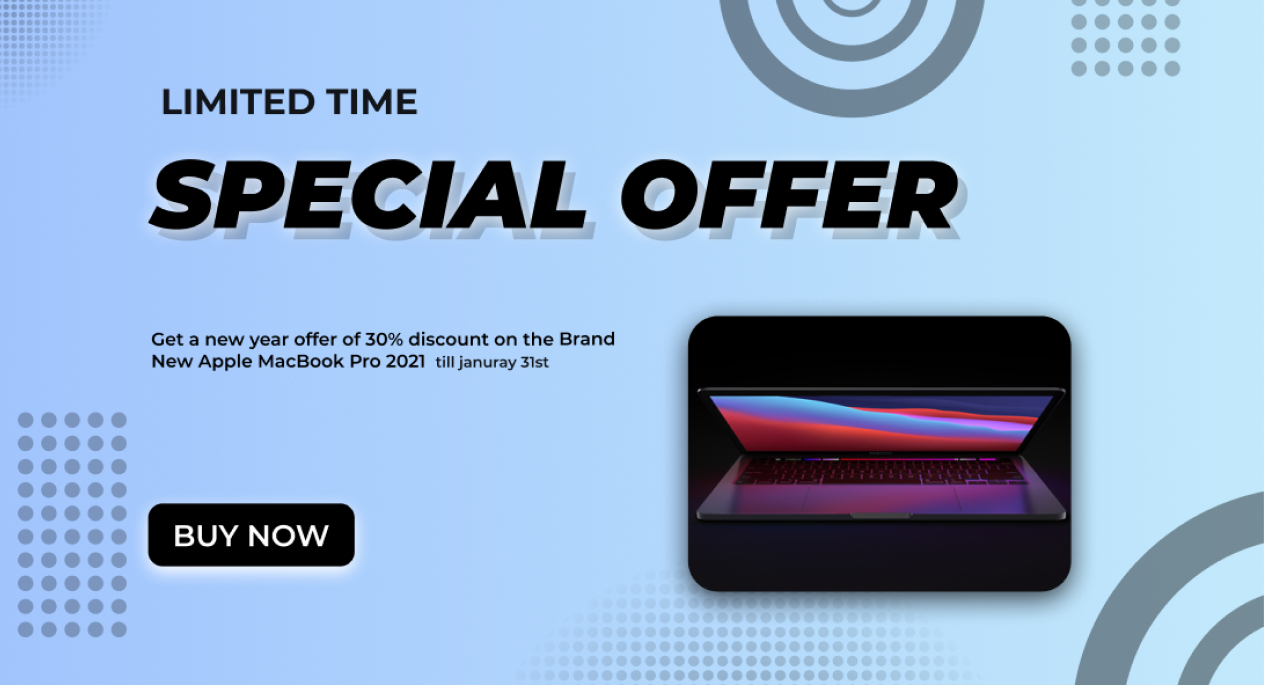 LIMITED TIME
SPECIAL OFFER
Get a new year offer of 30% discount on the Brand
New Apple MacBook Pro 2021 till januray 31st
BUY NOW